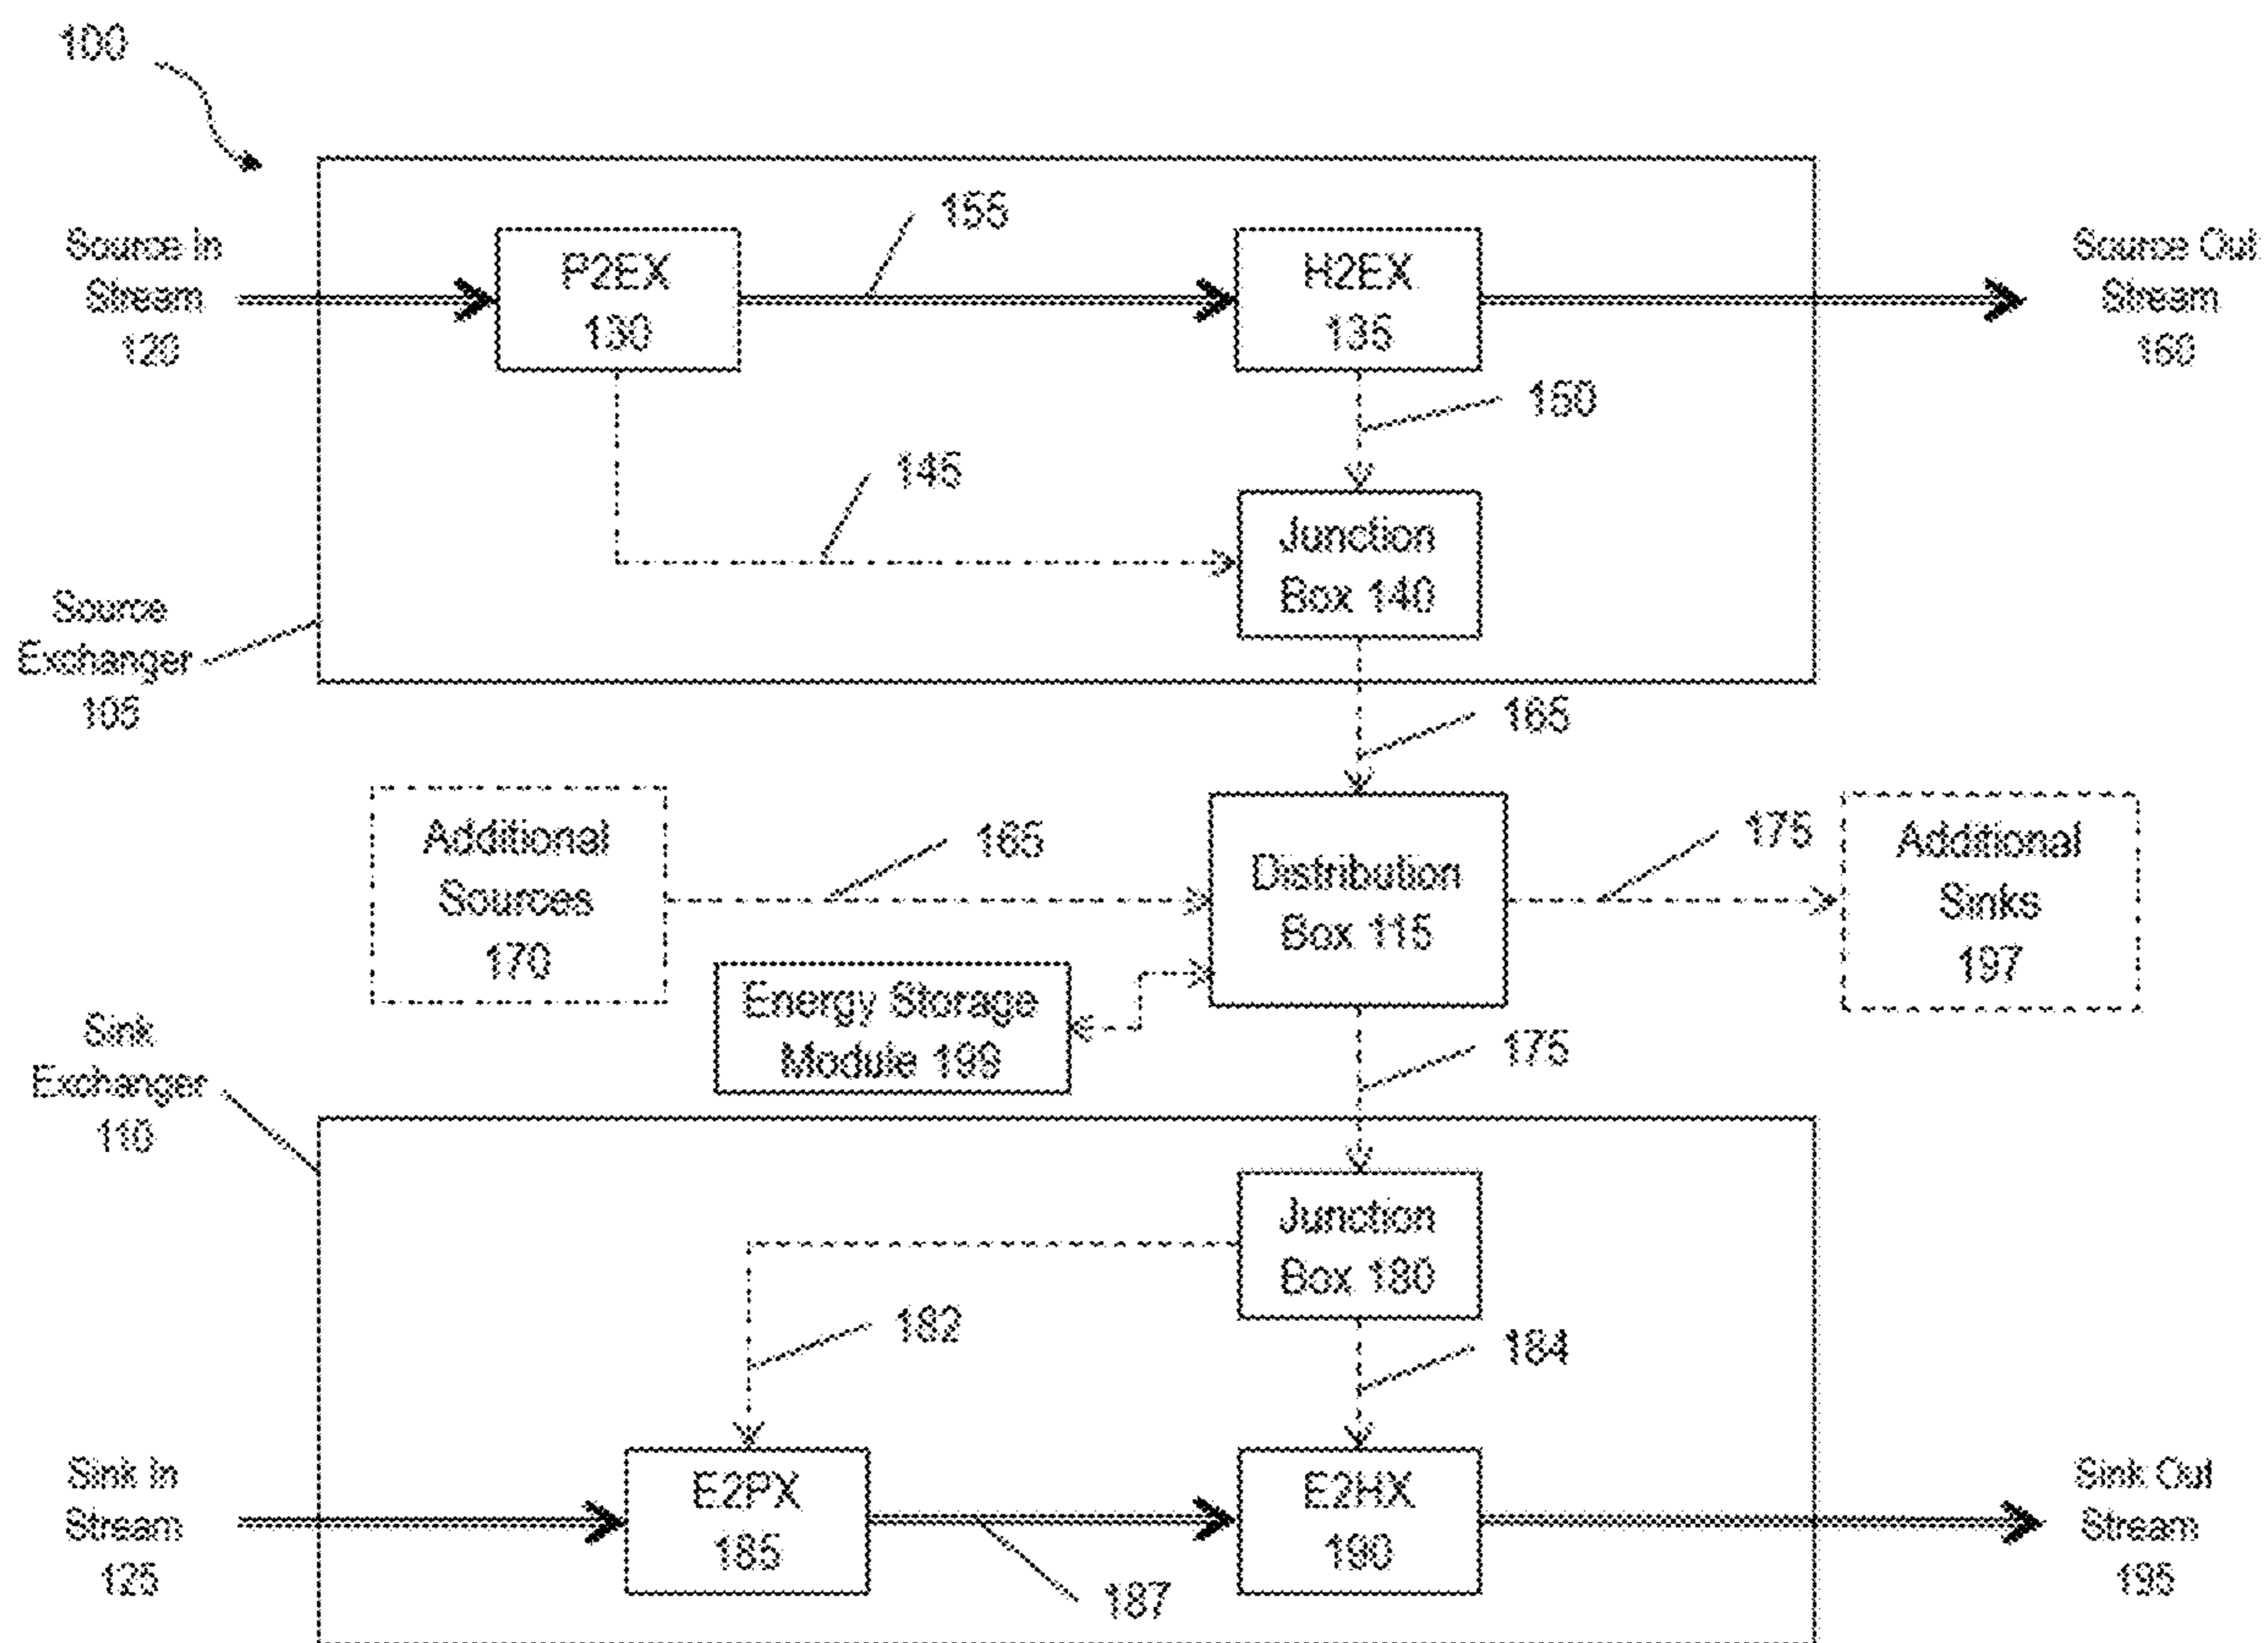 100
155
Source In
Stream
120
P2EX
130
H2EX
135
Source Out
Stream
160
150
145
Junction
Box 140
Source
Exchanger
105
165
Additional
Sources
170
165
Distribution
Box 115
175
Additional
Sinks
197
Energy Storage
Module 199
Sink
Exchanger
110
175
Junction
Box 180
182
184
Sink In
Stream
125
E2PX
185
E2HX
190
Sink Out
Stream
195
187